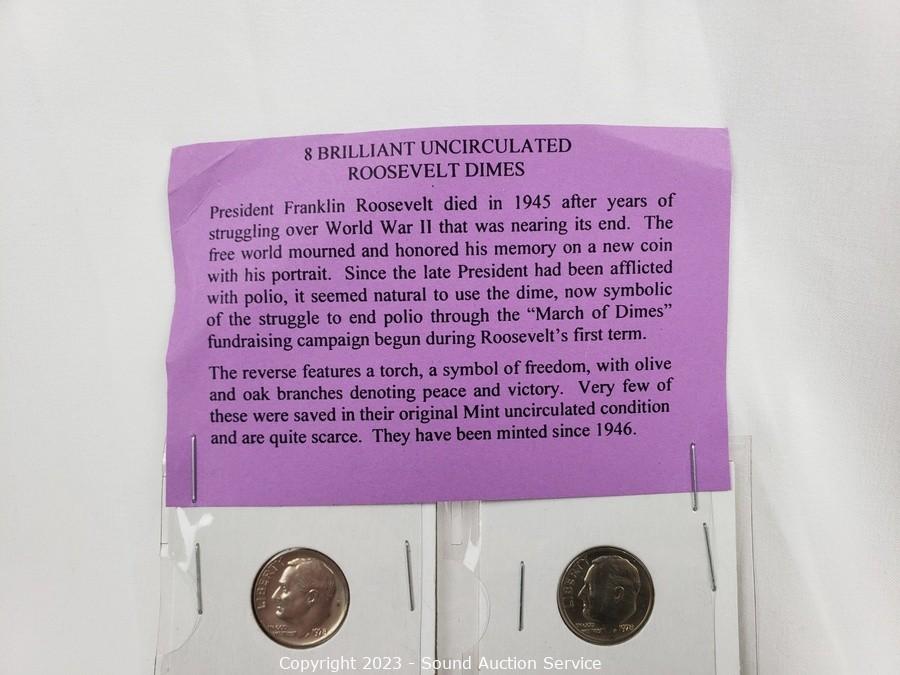 8 BRILLIANT UNCIRCULATED
ROOSEVELT DIMES
President Franklin Roosevelt died in 1945 after years of
struggling over World War II that was nearing its end. The
free world mourned and honored his memory on a new coin
with his portrait. Since the late President had been afflicted
with polio, it seemed natural to use the dime, now symbolic
of the struggle to end polio through the “March of Dimes”
fundraising campaign begun during Roosevelt’s first term.
The reverse features a torch, a symbol of freedom, with olive
and oak branches denoting peace and victory. Very few of
these were saved in their original Mint uncirculated condition
and are quite scarce. They have been minted since 1946.
LIBERTY
LIBERTY
Copyright 2023 - Sound Auction Service